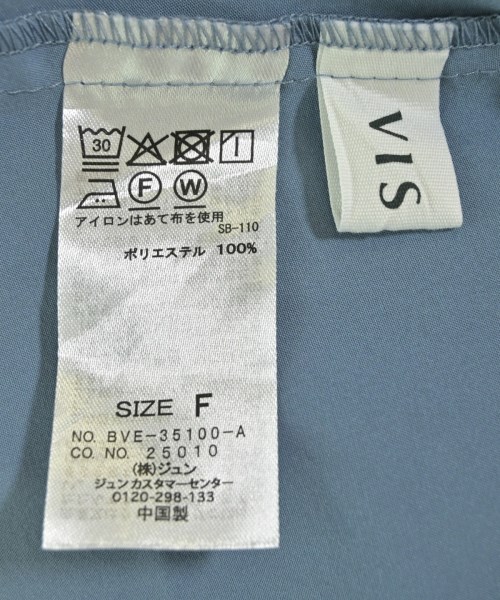 30
F W
アイロンはあて布を使用
SB-110
ポリエステル 100%
SIZE F
NO. BVE-35100-A
CO. NO. 25010
(株)ジュン
ジュンカスタマーセンター
0120-298-133
中国製
VIS